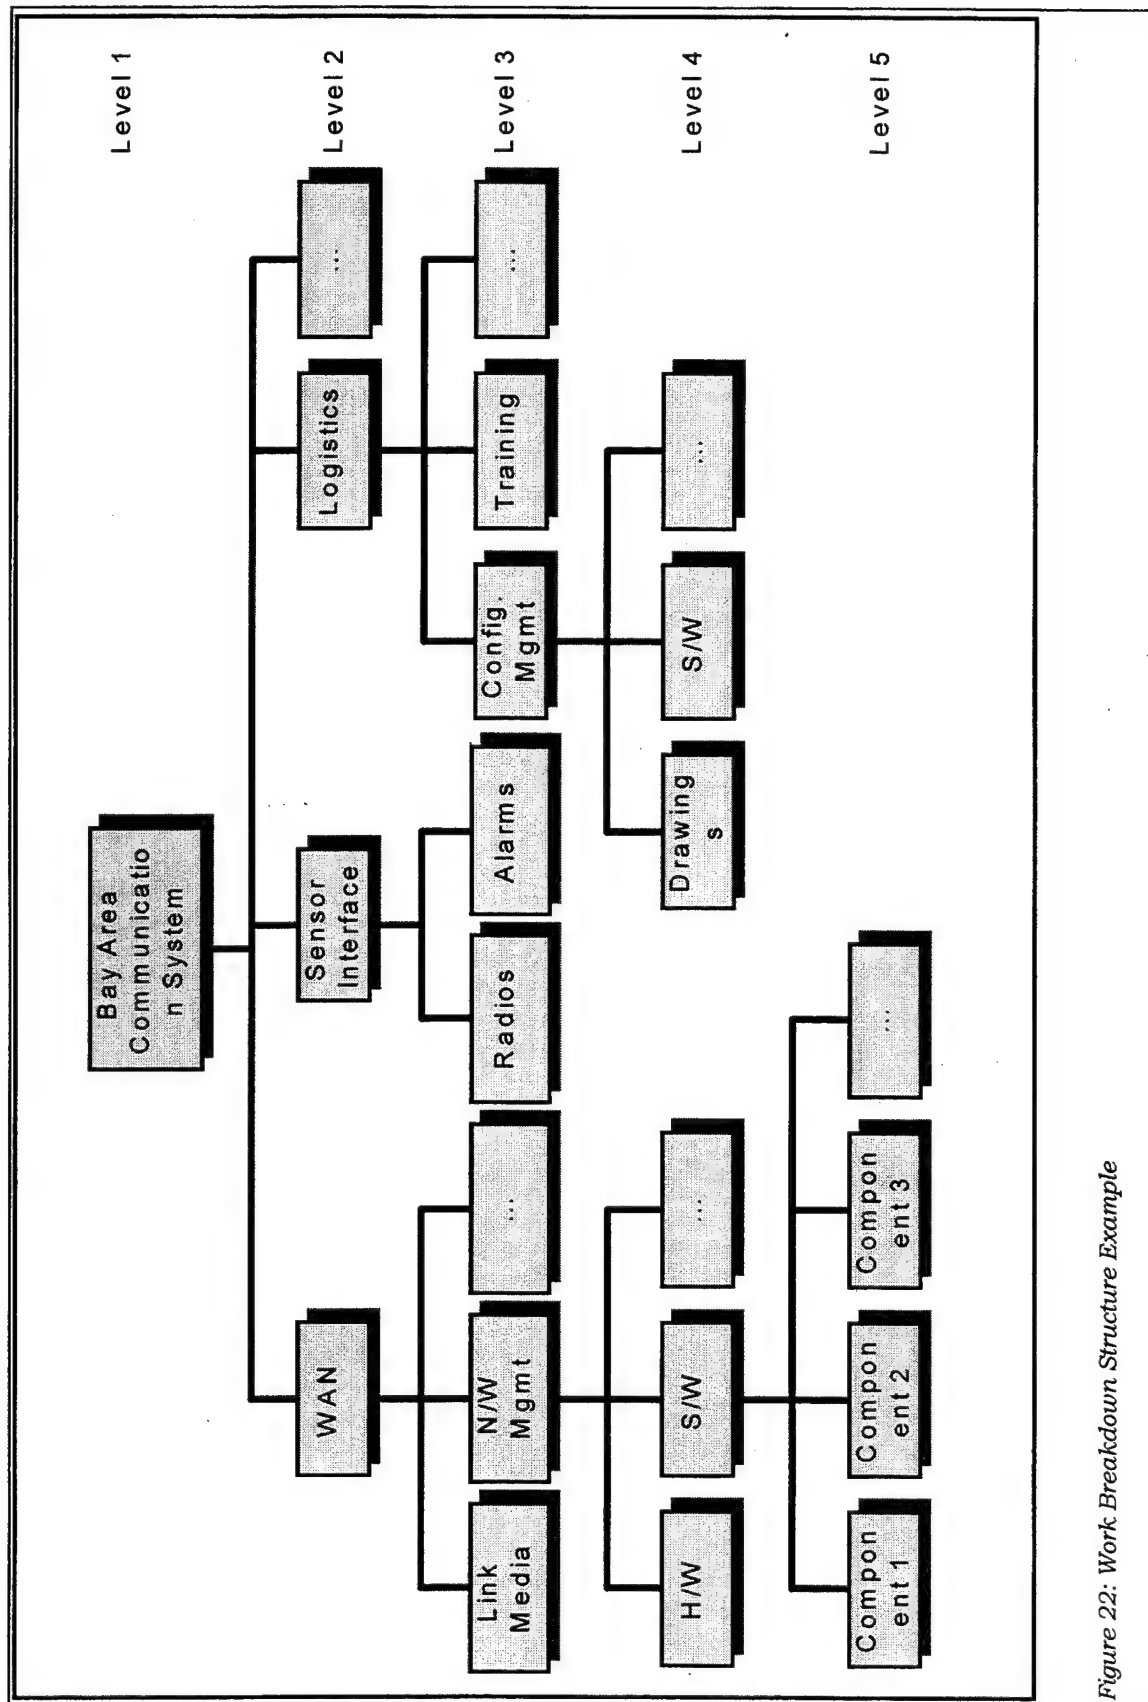 Bay Area
Communicatio
n System
Level 1
WAN
Sensor
Interface
Logistics
...
Level 2
Link
Media
N/W
Mgmt
...
Radios
Alarms
Config.
Mgmt
Training
...
Level 3
H/W
S/W
...
Drawing
s
S/W
...
Level 4
Compon
ent 1
Compon
ent 2
Compon
ent 3
...
Level 5
Figure 22: Work Breakdown Structure Example